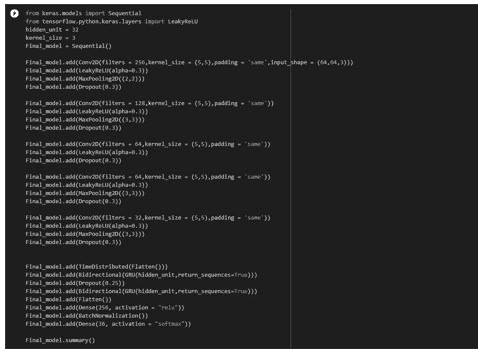 from keras.models import Sequential
from tensorflow.python.keras.layers import LeakyReLU
hidden_unit = 32
kernel_size = 3
Final_model = Sequential()
Final_model.add(Conv2D(filters = 256,kernel_size = (5,5),padding = 'same',input_shape = (64,64,3)))
Final_model.add(LeakyReLU(alpha=0.3))
Final_model.add(MaxPooling2D((2,2)))
Final_model.add(Dropout(0.3))
Final_model.add(Conv2D(filters = 128,kernel_size = (5,5),padding = 'same'))
Final_model.add(LeakyReLU(alpha=0.3))
Final_model.add(MaxPooling2D((3,3)))
Final_model.add(Dropout(0.3))
Final_model.add(Conv2D(filters = 64,kernel_size = (5,5),padding = 'same'))
Final_model.add(LeakyReLU(alpha=0.3))
Final_model.add(Dropout(0.3))
Final_model.add(Conv2D(filters = 64,kernel_size = (5,5),padding = 'same'))
Final_model.add(LeakyReLU(alpha=0.3))
Final_model.add(MaxPooling2D((3,3)))
Final_model.add(Dropout(0.3))
Final_model.add(Conv2D(filters = 32,kernel_size = (5,5),padding = 'same'))
Final_model.add(LeakyReLU(alpha=0.3))
Final_model.add(MaxPooling2D((3,3)))
Final_model.add(Dropout(0.3))
Final_model.add(TimeDistributed(Flatten()))
Final_model.add(Bidirectional(GRU(hidden_unit,return_sequences=True)))
Final_model.add(Dropout(0.25))
Final_model.add(Bidirectional(GRU(hidden_unit,return_sequences=True)))
Final_model.add(Flatten())
Final_model.add(Dense(256, activation = "relu"))
Final_model.add(BatchNormalization())
Final_model.add(Dense(36, activation = "softmax"))
Final_model.summary()